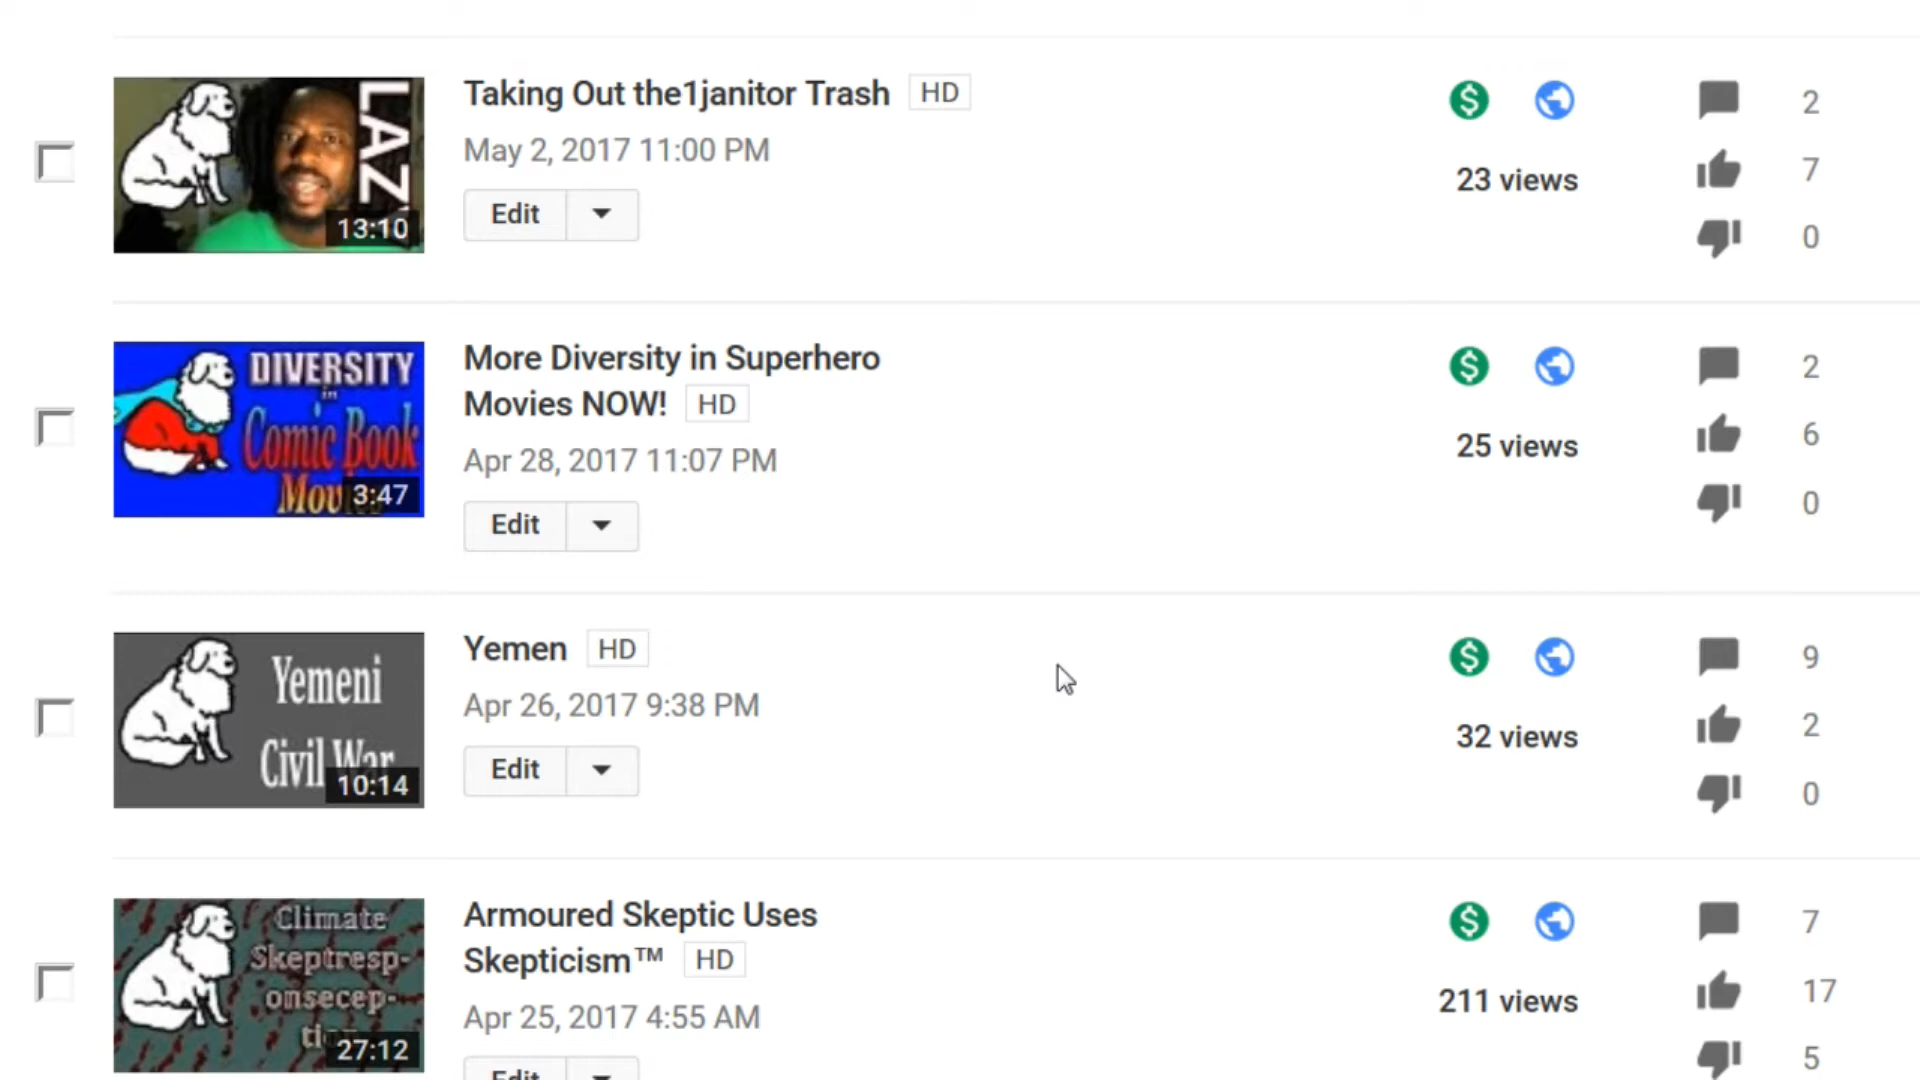 LAZ
13:10
Taking Out the1janitor Trash HD
May 2, 2017 11:00 PM
Edit
23 views
2
7
0
DIVERSITY
in
Comic Book
Movies
3:47
More Diversity in Superhero
Movies NOW! HD
Apr 28, 2017 11:07 PM
Edit
25 views
2
6
0
Yemeni
Civil War
10:14
Yemen HD
Apr 26, 2017 9:38 PM
Edit
32 views
9
2
0
Climate
Skeptresp-
onsecep-
27:12
Armoured Skeptic Uses
Skepticism™ HD
Apr 25, 2017 4:55 AM
Edit
211 views
7
17
5